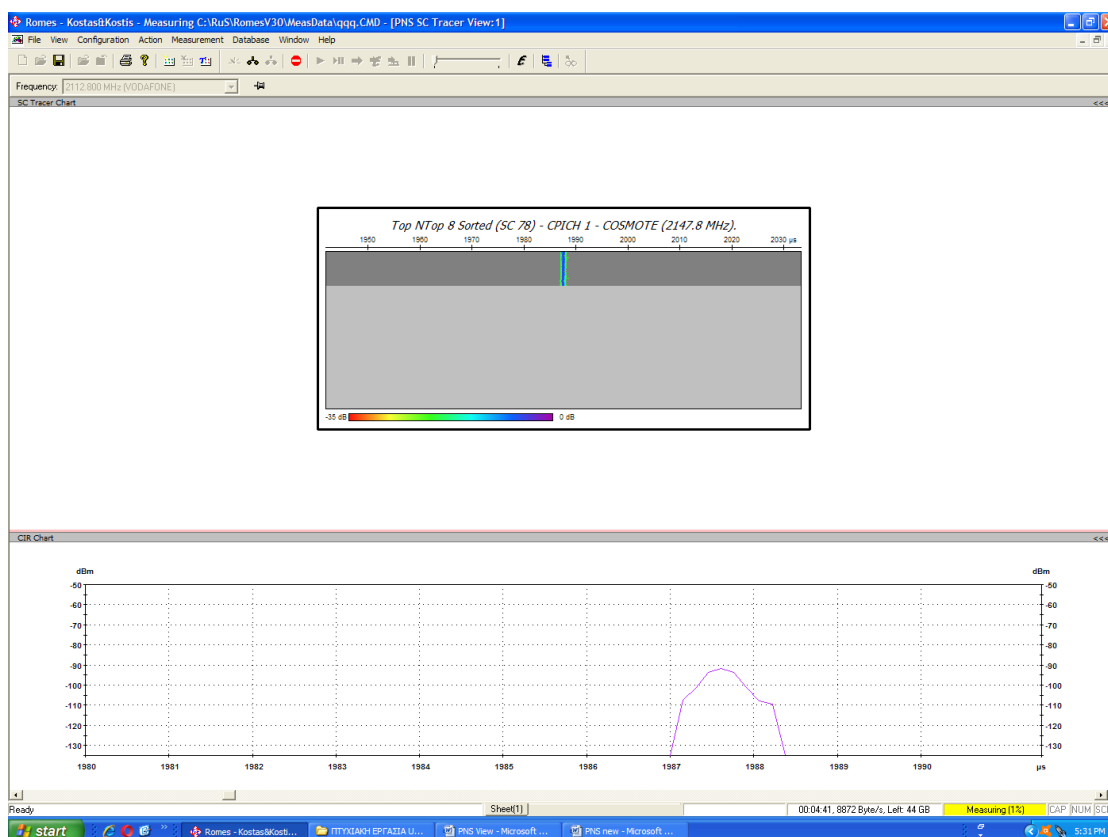 Romes - Kostas&Kostis - Measuring C:\RuS\RomesV30\MeasData\qqq.CMD - [PNS SC Tracer View:1]
File View Configuration Action Measurement Database Window Help
Frequency: 2112.800 MHz (VODAFONE)
SC Tracer Chart <<<
Top NTop 8 Sorted (SC 78) - CPICH 1 - COSMOTE (2147.8 MHz).
1950 1960 1970 1980 1990 2000 2010 2020 2030 µs
-35 dB 0 dB
CIR Chart <<<
dBm dBm
-50 -50
-60 -60
-70 -70
-80 -80
-90 -90
-100 -100
-110 -110
-120 -120
-130 -130
1980 1981 1982 1983 1984 1985 1986 1987 1988 1989 1990 µs
Ready Sheet(1) 00:04:41, 8872 Byte/s, Left: 44 GB Measuring (1%) CAP NUM SC
start Romes - Kostas&Kosti... ΠΤΥΧΙΑΚΗ ΕΡΓΑΣΙΑ U... PNS View - Microsoft ... PNS new - Microsoft ... 5:31 PM